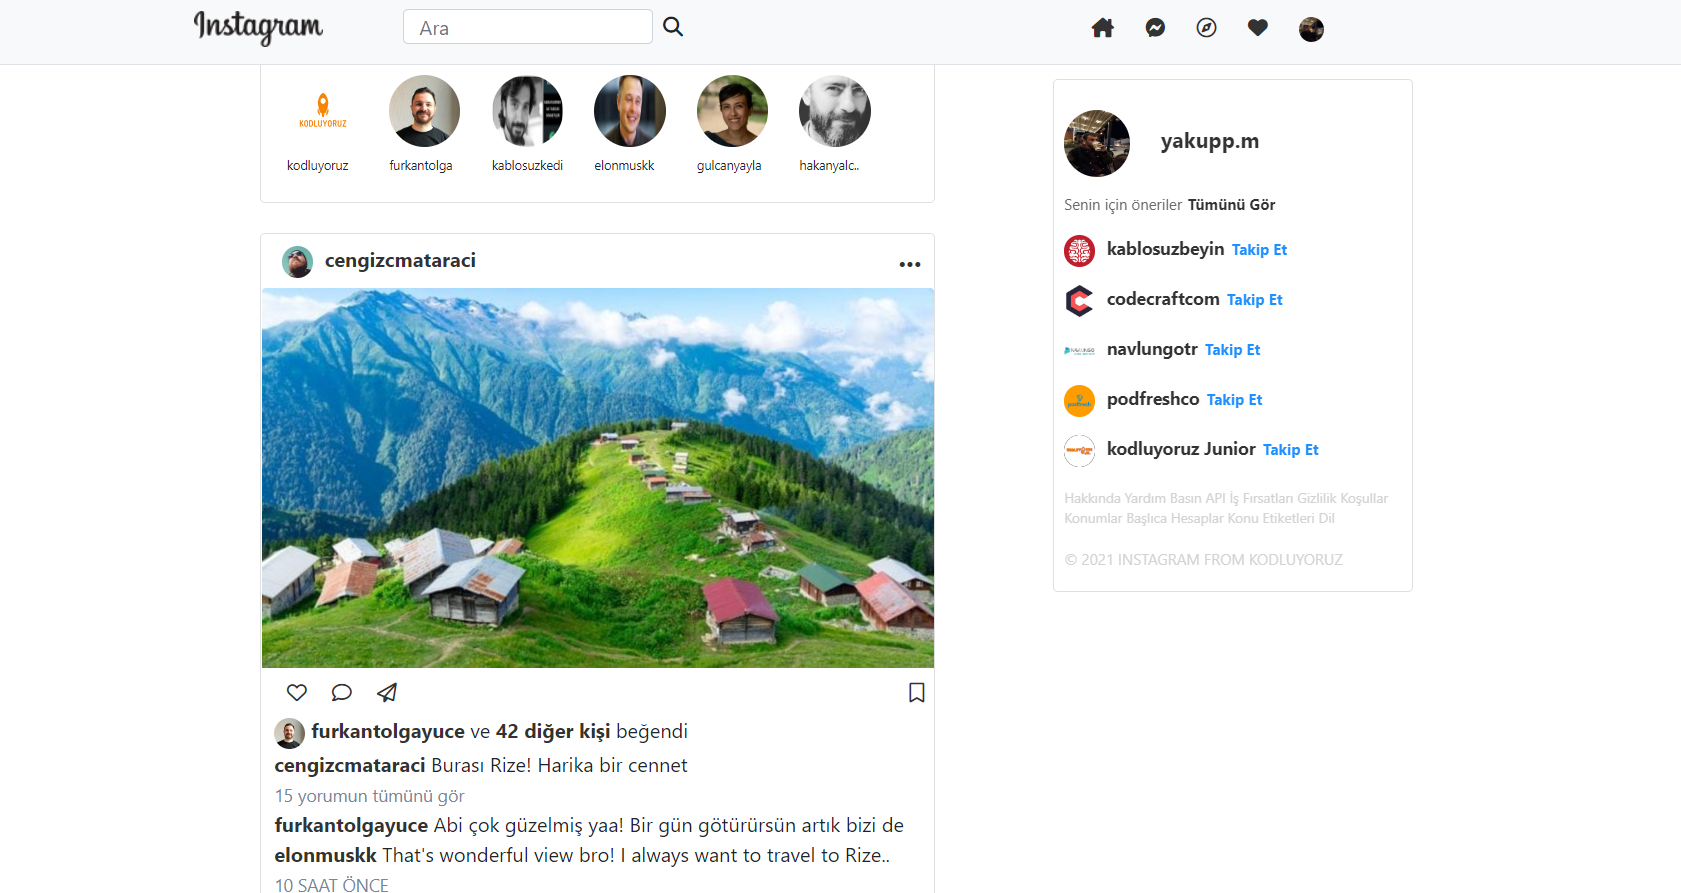 Instagram
Ara
KODLUYORUZ
kodluyoruz
furkantolga
kablosuzkedi
elonmuskk
gulcanyayla
hakanyalc..
cengizcmataraci
furkantolgayuce ve 42 diğer kişi beğendi
cengizcmataraci Burası Rize! Harika bir cennet
15 yorumun tümünü gör
furkantolgayuce Abi çok güzelmiş yaa! Bir gün götürürsün artık bizi de
elonmuskk That's wonderful view bro! I always want to travel to Rize..
10 SAAT ÖNCE
yakupp.m
Senin için öneriler Tümünü Gör
kablosuzbeyin Takip Et
codecraftcom Takip Et
navlungotr Takip Et
podfreshco Takip Et
kodluyoruz Junior Takip Et
Hakkında Yardım Basın API İş Fırsatları Gizlilik Koşullar
Konumlar Başlıca Hesaplar Konu Etiketleri Dil
© 2021 INSTAGRAM FROM KODLUYORUZ